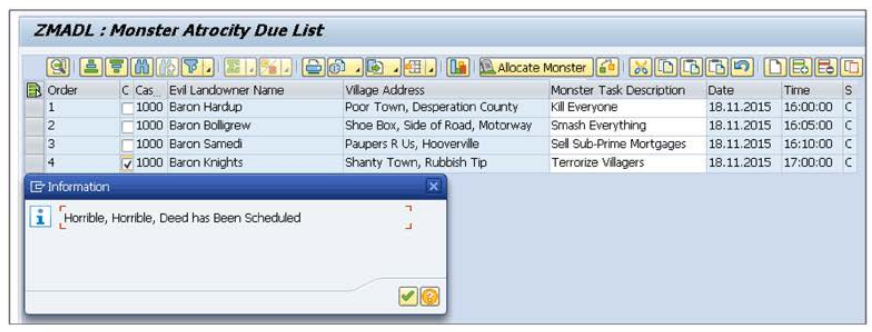 ZMADL : Monster Atrocity Due List
Allocate Monster
Order C Cas... Evil Landowner Name Village Address Monster Task Description Date Time S
1 1000 Baron Hardup Poor Town, Desperation County Kill Everyone 18.11.2015 16:00:00 C
2 1000 Baron Bolligrew Shoe Box, Side of Road, Motorway Smash Everything 18.11.2015 16:05:00 C
3 1000 Baron Samedi Paupers R Us, Hooverville Sell Sub-Prime Mortgages 18.11.2015 16:10:00 C
4 1000 Baron Knights Shanty Town, Rubbish Tip Terrorize Villagers 18.11.2015 17:00:00 C
Information
Horrible, Horrible, Deed has Been Scheduled